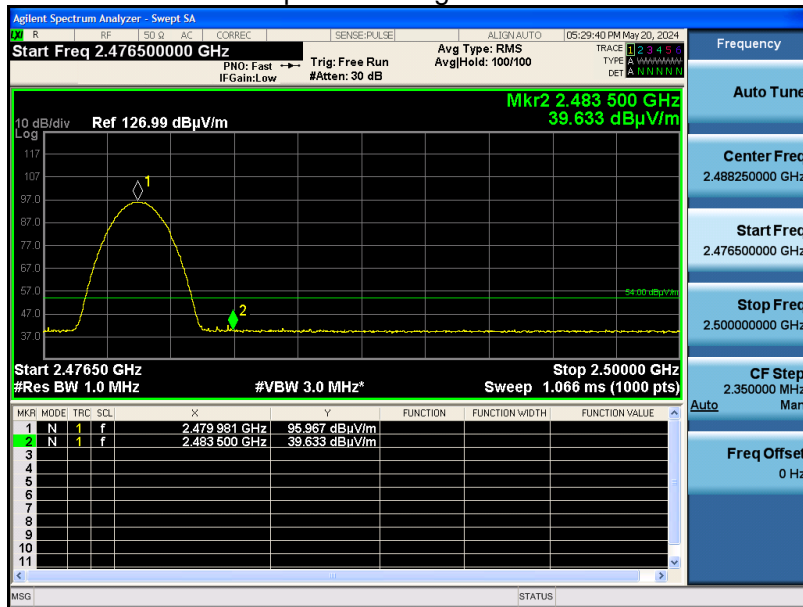 Agilent Spectrum Analyzer - Swept SA
LXI R RF 50 Ω AC CORREC SENSE:PULSE ALIGN AUTO 05:29:40 PM May 20, 2024
Start Freq 2.476500000 GHz
PNO: Fast
IFGain:Low
Trig: Free Run
#Atten: 30 dB
Avg Type: RMS
Avg|Hold: 100/100
TRACE 1 2 3 4 5 6
TYPE A WWWWW
DET A N N N N N
Mkr2 2.483 500 GHz
39.633 dBµV/m
10 dB/div Ref 126.99 dBµV/m
Log
117
107
97.0
87.0
77.0
67.0
57.0
47.0
37.0
1
2
54.00 dBµV/m
Start 2.47650 GHz Stop 2.50000 GHz
#Res BW 1.0 MHz #VBW 3.0 MHz* Sweep 1.066 ms (1000 pts)
MKR MODE TRC SCL X Y FUNCTION FUNCTION WIDTH FUNCTION VALUE
1 N 1 f 2.479 981 GHz 95.967 dBµV/m
2 N 1 f 2.483 500 GHz 39.633 dBµV/m
3
4
5
6
7
8
9
10
11
MSG STATUS
Frequency
Auto Tune
Center Freq
2.488250000 GHz
Start Freq
2.476500000 GHz
Stop Freq
2.500000000 GHz
CF Step
2.350000 MHz
Auto Man
Freq Offset
0 Hz